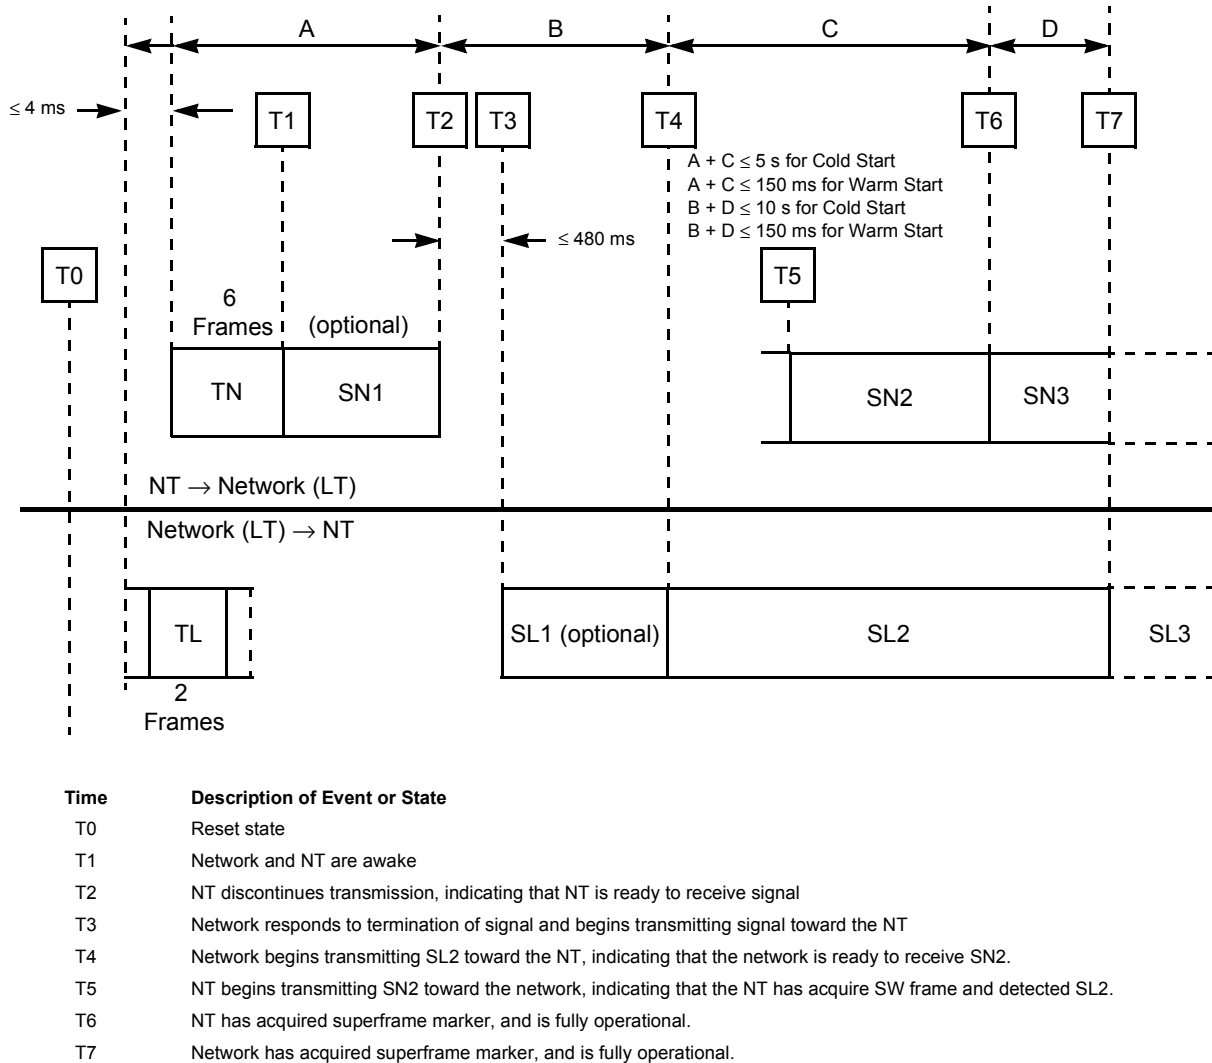 A B C D
≤ 4 ms
T1 T2 T3 T4 T6 T7
A + C ≤ 5 s for Cold Start
A + C ≤ 150 ms for Warm Start
B + D ≤ 10 s for Cold Start
B + D ≤ 150 ms for Warm Start
≤ 480 ms
T0 T5
6
Frames (optional)
TN SN1 SN2 SN3
NT → Network (LT)
Network (LT) → NT
TL SL1 (optional) SL2 SL3
2
Frames
Time Description of Event or State
T0 Reset state
T1 Network and NT are awake
T2 NT discontinues transmission, indicating that NT is ready to receive signal
T3 Network responds to termination of signal and begins transmitting signal toward the NT
T4 Network begins transmitting SL2 toward the NT, indicating that the network is ready to receive SN2.
T5 NT begins transmitting SN2 toward the network, indicating that the NT has acquire SW frame and detected SL2.
T6 NT has acquired superframe marker, and is fully operational.
T7 Network has acquired superframe marker, and is fully operational.